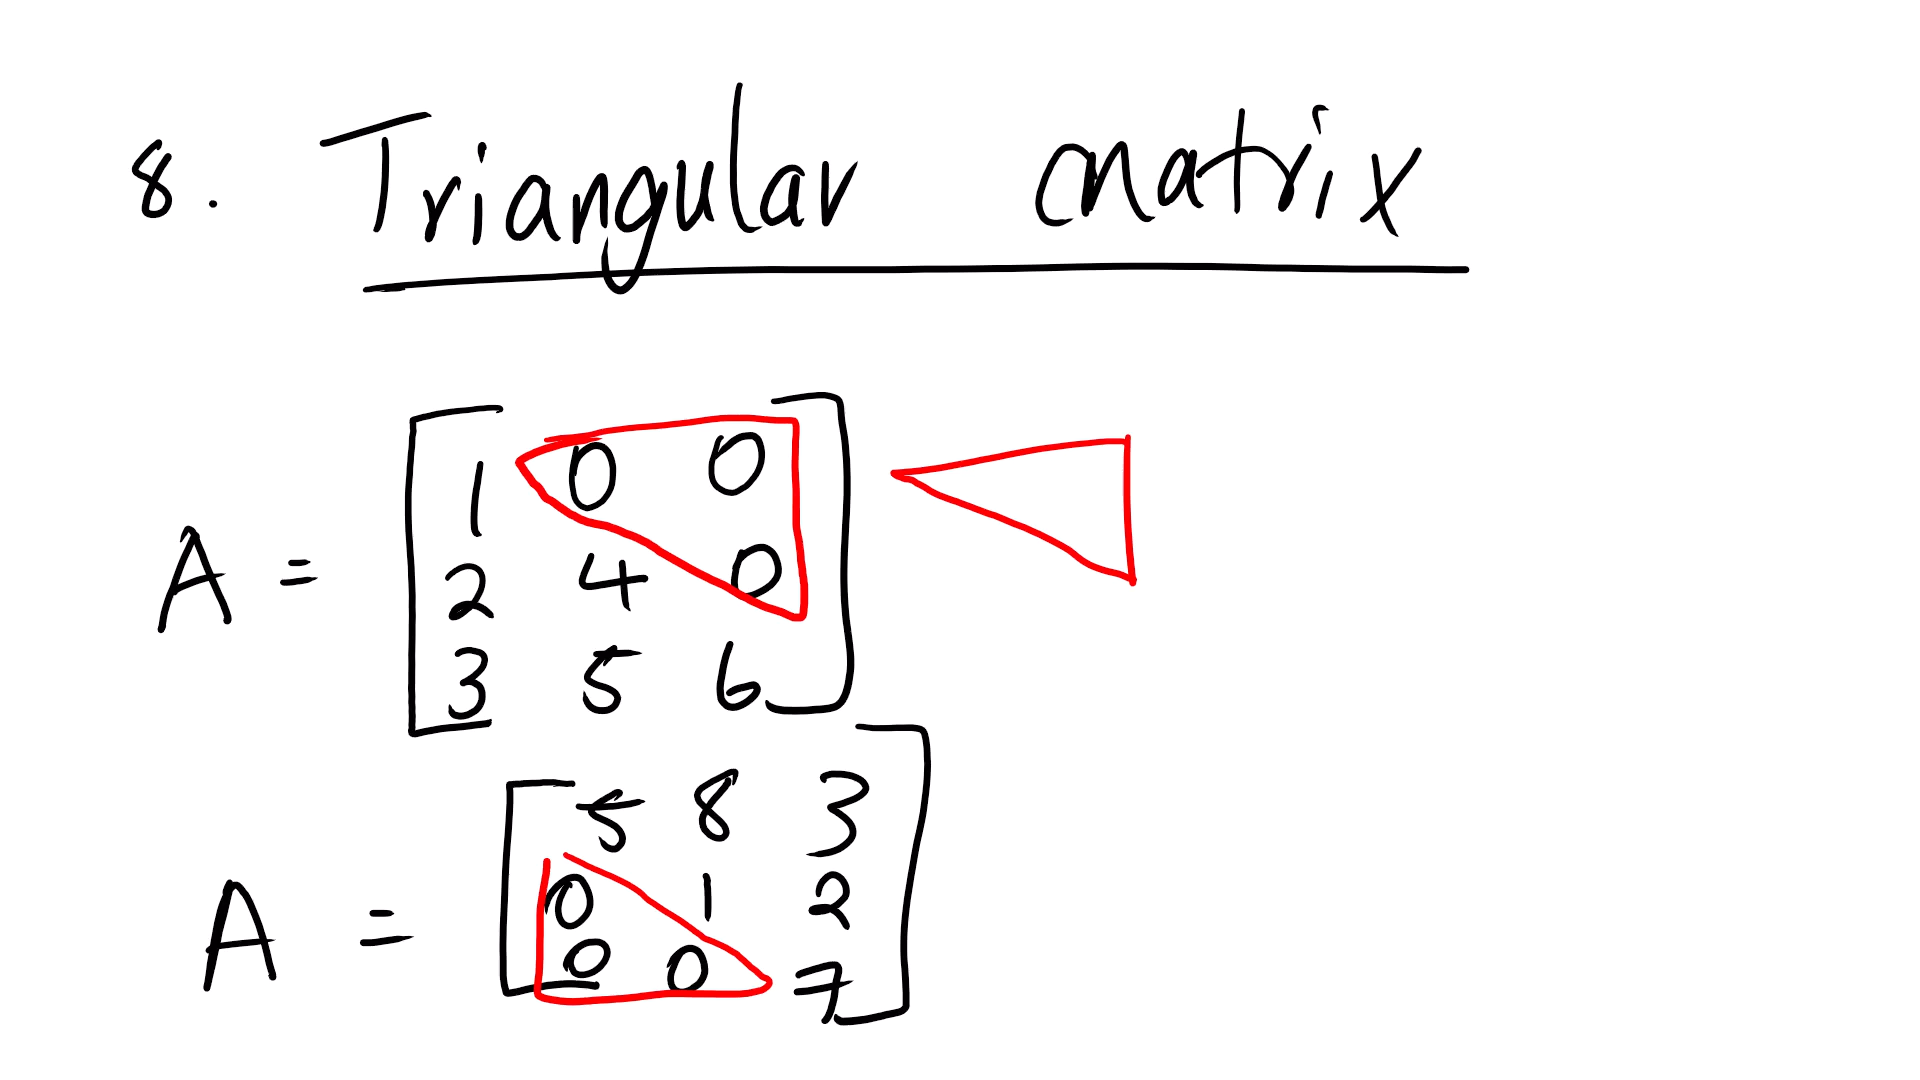 8. Triangular matrix
1 0 0
A = 2 4 0
3 5 6
5 8 3
A = 0 1 2
0 0 7